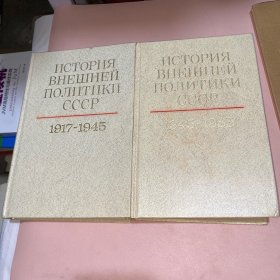 ИСТОРИЯ
ВНЕШНЕЙ
ПОЛИТИКИ
СССР
1917-1945
ИСТОРИЯ
ВНЕШНЕЙ
ПОЛИТИКИ
СССР